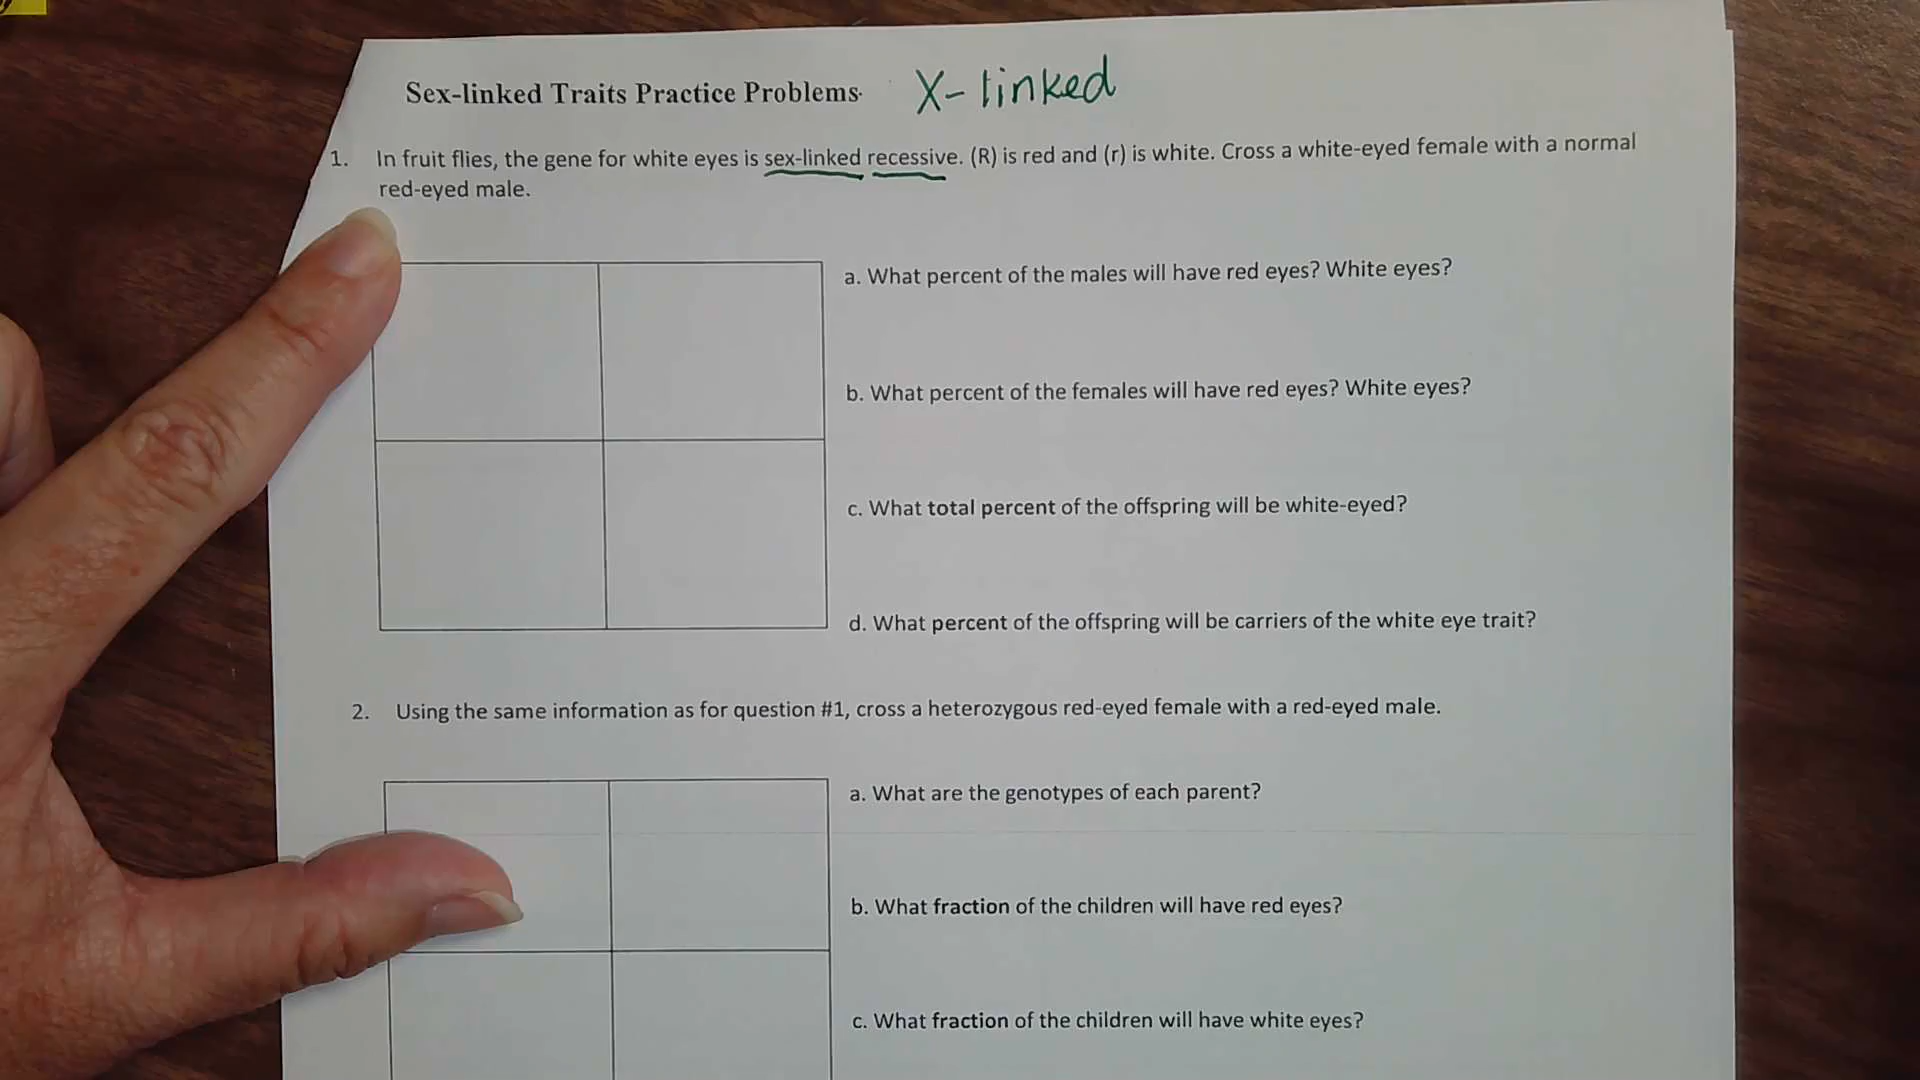 Sex-linked Traits Practice Problems X-linked
1. In fruit flies, the gene for white eyes is sex-linked recessive. (R) is red and (r) is white. Cross a white-eyed female with a normal
red-eyed male.
a. What percent of the males will have red eyes? White eyes?
b. What percent of the females will have red eyes? White eyes?
c. What total percent of the offspring will be white-eyed?
d. What percent of the offspring will be carriers of the white eye trait?
2. Using the same information as for question #1, cross a heterozygous red-eyed female with a red-eyed male.
a. What are the genotypes of each parent?
b. What fraction of the children will have red eyes?
c. What fraction of the children will have white eyes?